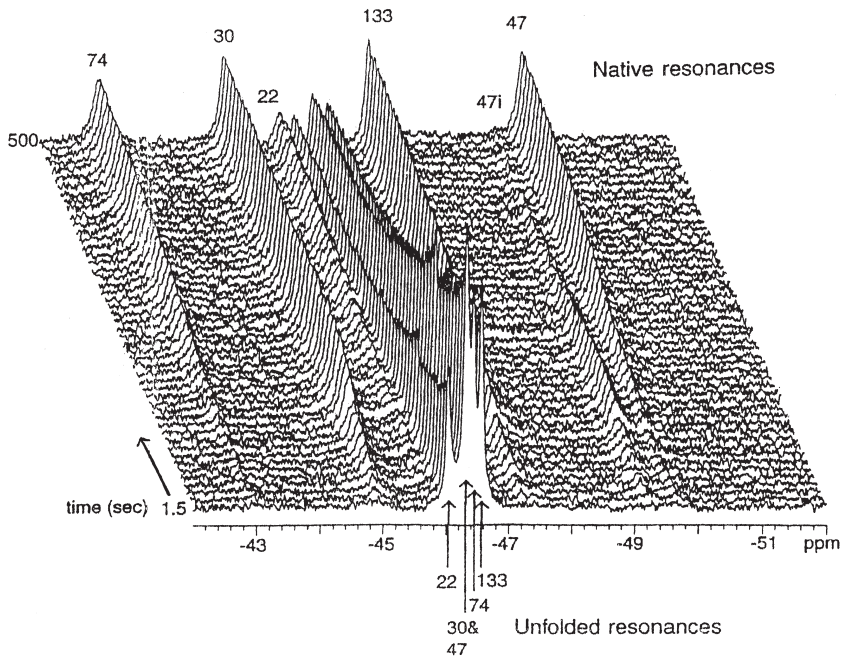 133
47
30
74
22
47i
Native resonances
500
time (sec) 1.5
-43 -45 -47 -49 -51 ppm
22 133
74
30& Unfolded resonances
47